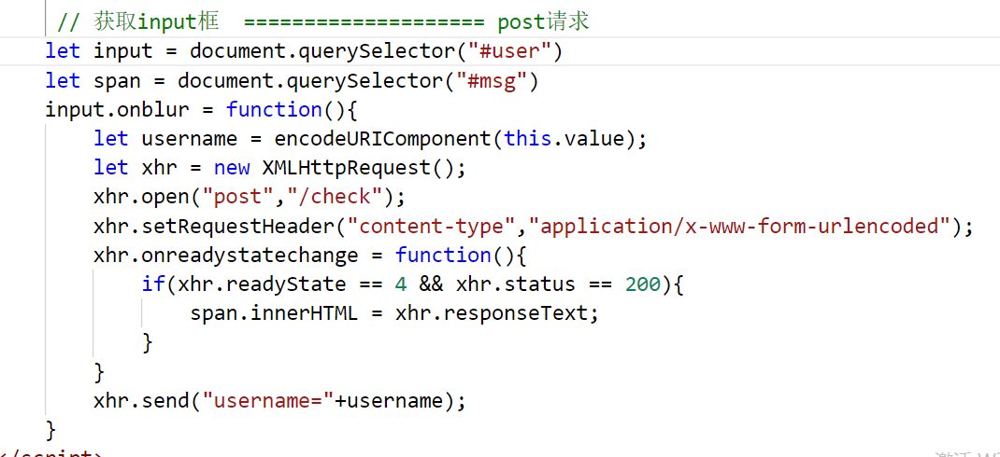 // 获取input框  ==================== post请求
let input = document.querySelector("#user")
let span = document.querySelector("#msg")
input.onblur = function(){
    let username = encodeURIComponent(this.value);
    let xhr = new XMLHttpRequest();
    xhr.open("post","/check");
    xhr.setRequestHeader("content-type","application/x-www-form-urlencoded");
    xhr.onreadystatechange = function(){
        if(xhr.readyState == 4 && xhr.status == 200){
            span.innerHTML = xhr.responseText;
        }
    }
    xhr.send("username="+username);
}
</script>